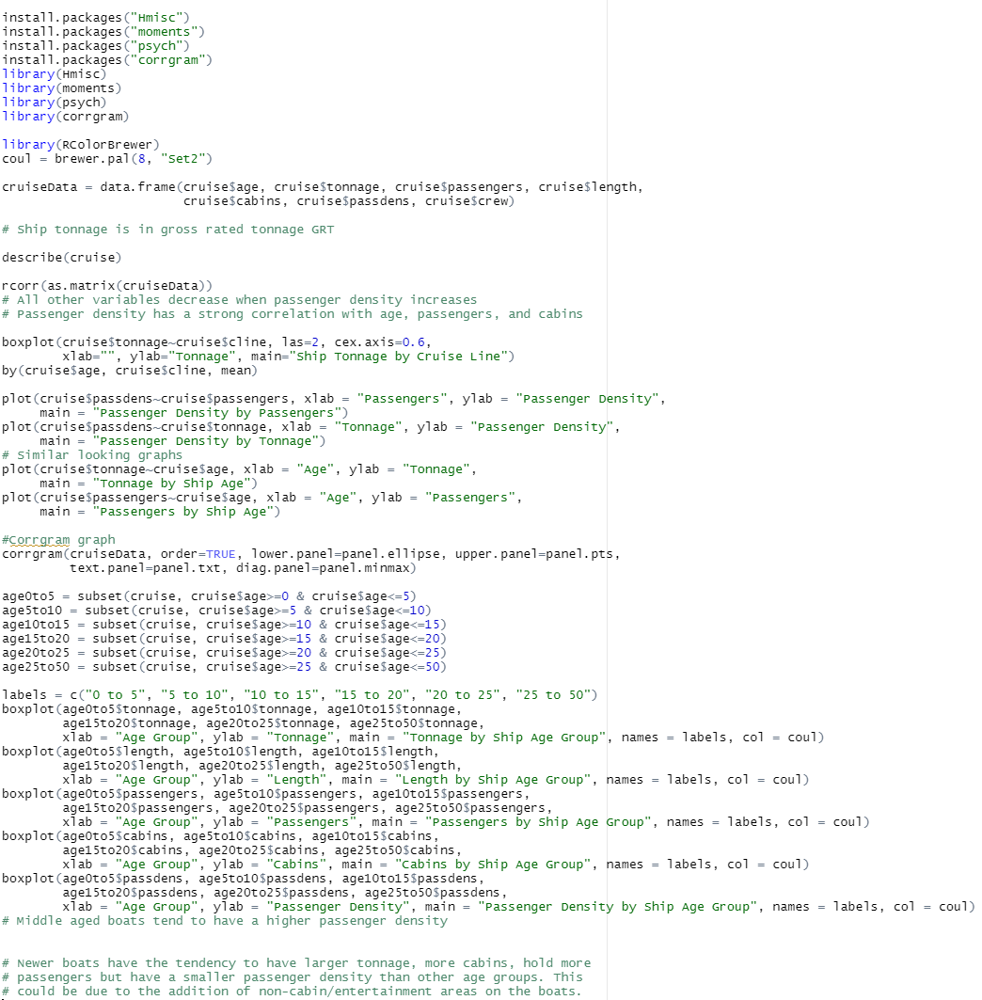 install.packages("Hmisc")
install.packages("moments")
install.packages("psych")
install.packages("corrgram")
library(Hmisc)
library(moments)
library(psych)
library(corrgram)
library(RColorBrewer)
coul = brewer.pal(8, "Set2")
cruiseData = data.frame(cruise$age, cruise$tonnage, cruise$passengers, cruise$length,
cruise$cabins, cruise$passdens, cruise$crew)
# Ship tonnage is in gross rated tonnage GRT
describe(cruise)
rcorr(as.matrix(cruiseData))
# All other variables decrease when passenger density increases
# Passenger density has a strong correlation with age, passengers, and cabins
boxplot(cruise$tonnage~cruise$cline, las=2, cex.axis=0.6,
xlab="", ylab="Tonnage", main="Ship Tonnage by Cruise Line")
by(cruise$age, cruise$cline, mean)
plot(cruise$passdens~cruise$passengers, xlab = "Passengers", ylab = "Passenger Density",
main = "Passenger Density by Passengers")
plot(cruise$passdens~cruise$tonnage, xlab = "Tonnage", ylab = "Passenger Density",
main = "Passenger Density by Tonnage")
# Similar looking graphs
plot(cruise$tonnage~cruise$age, xlab = "Age", ylab = "Tonnage",
main = "Tonnage by Ship Age")
plot(cruise$passengers~cruise$age, xlab = "Age", ylab = "Passengers",
main = "Passengers by Ship Age")
#Corrgram graph
corrgram(cruiseData, order=TRUE, lower.panel=panel.ellipse, upper.panel=panel.pts,
text.panel=panel.txt, diag.panel=panel.minmax)
age0to5 = subset(cruise, cruise$age>=0 & cruise$age<=5)
age5to10 = subset(cruise, cruise$age>=5 & cruise$age<=10)
age10to15 = subset(cruise, cruise$age>=10 & cruise$age<=15)
age15to20 = subset(cruise, cruise$age>=15 & cruise$age<=20)
age20to25 = subset(cruise, cruise$age>=20 & cruise$age<=25)
age25to50 = subset(cruise, cruise$age>=25 & cruise$age<=50)
labels = c("0 to 5", "5 to 10", "10 to 15", "15 to 20", "20 to 25", "25 to 50")
boxplot(age0to5$tonnage, age5to10$tonnage, age10to15$tonnage,
age15to20$tonnage, age20to25$tonnage, age25to50$tonnage,
xlab = "Age Group", ylab = "Tonnage", main = "Tonnage by Ship Age Group", names = labels, col = coul)
boxplot(age0to5$length, age5to10$length, age10to15$length,
age15to20$length, age20to25$length, age25to50$length,
xlab = "Age Group", ylab = "Length", main = "Length by Ship Age Group", names = labels, col = coul)
boxplot(age0to5$passengers, age5to10$passengers, age10to15$passengers,
age15to20$passengers, age20to25$passengers, age25to50$passengers,
xlab = "Age Group", ylab = "Passengers", main = "Passengers by Ship Age Group", names = labels, col = coul)
boxplot(age0to5$cabins, age5to10$cabins, age10to15$cabins,
age15to20$cabins, age20to25$cabins, age25to50$cabins,
xlab = "Age Group", ylab = "Cabins", main = "Cabins by Ship Age Group", names = labels, col = coul)
boxplot(age0to5$passdens, age5to10$passdens, age10to15$passdens,
age15to20$passdens, age20to25$passdens, age25to50$passdens,
xlab = "Age Group", ylab = "Passenger Density", main = "Passenger Density by Ship Age Group", names = labels, col = coul)
# Middle aged boats tend to have a higher passenger density
# Newer boats have the tendency to have larger tonnage, more cabins, hold more
# passengers but have a smaller passenger density than other age groups. This
# could be due to the addition of non-cabin/entertainment areas on the boats.